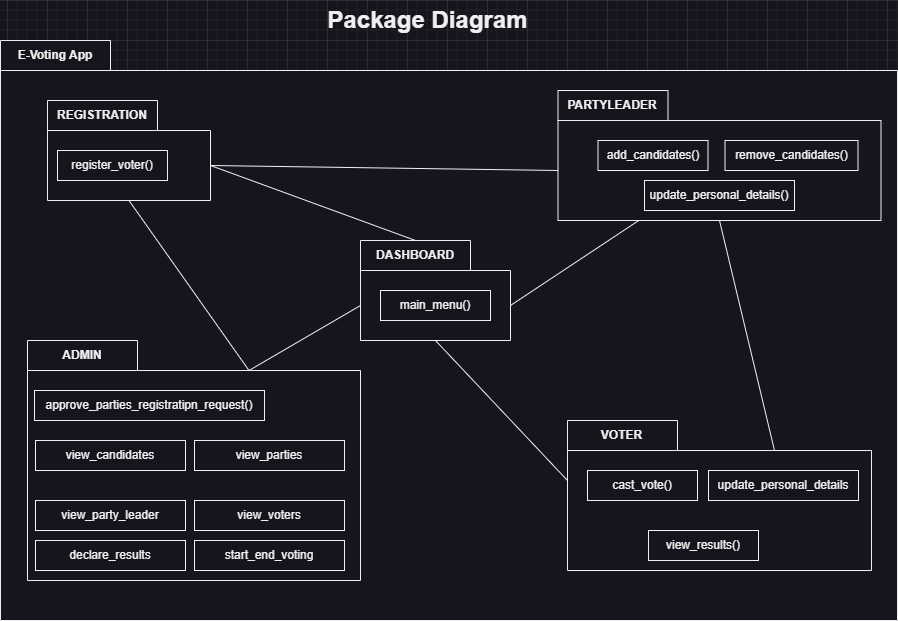 Package Diagram
E-Voting App
REGISTRATION
register_voter()
PARTYLEADER
add_candidates()
remove_candidates()
update_personal_details()
DASHBOARD
main_menu()
ADMIN
approve_parties_registratipn_request()
view_candidates
view_parties
view_party_leader
view_voters
declare_results
start_end_voting
VOTER
cast_vote()
update_personal_details
view_results()